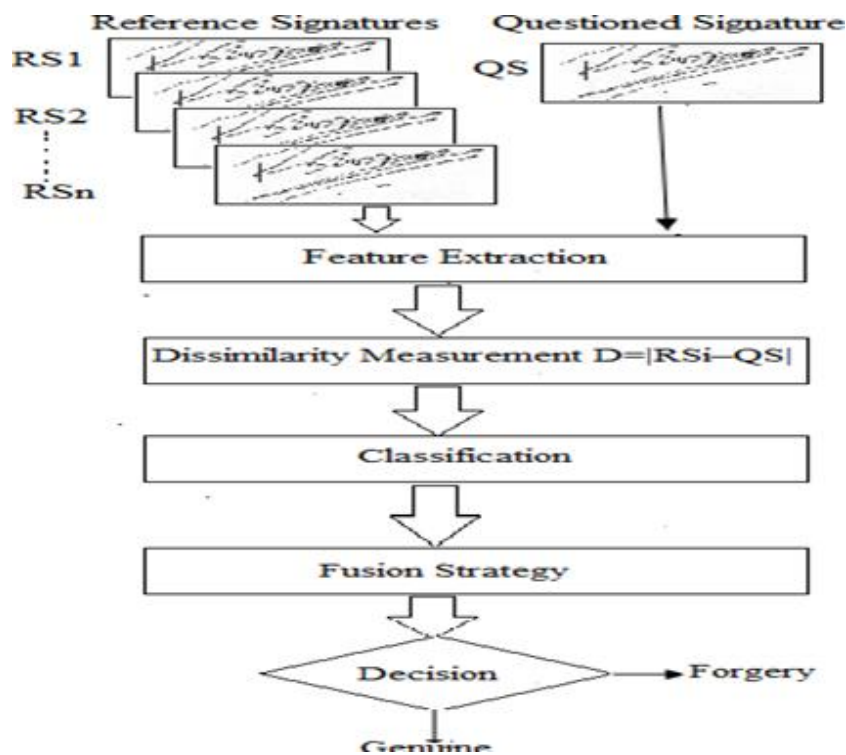 Reference Signatures
Questioned Signature
RS1
QS
RS2
RSn
Feature Extraction
Dissimilarity Measurement D=|RSi–QS|
Classification
Fusion Strategy
Decision
Forgery
Genuine